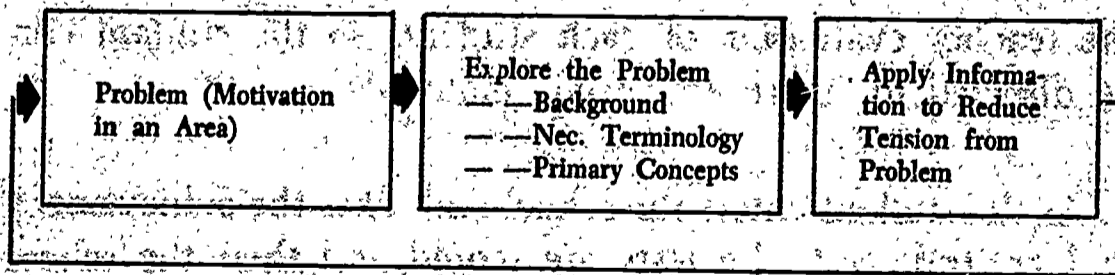 Problem (Motivation
in an Area)
Explore the Problem
— —Background
— —Nec. Terminology
— —Primary Concepts
Apply Informa-
tion to Reduce
Tension from
Problem